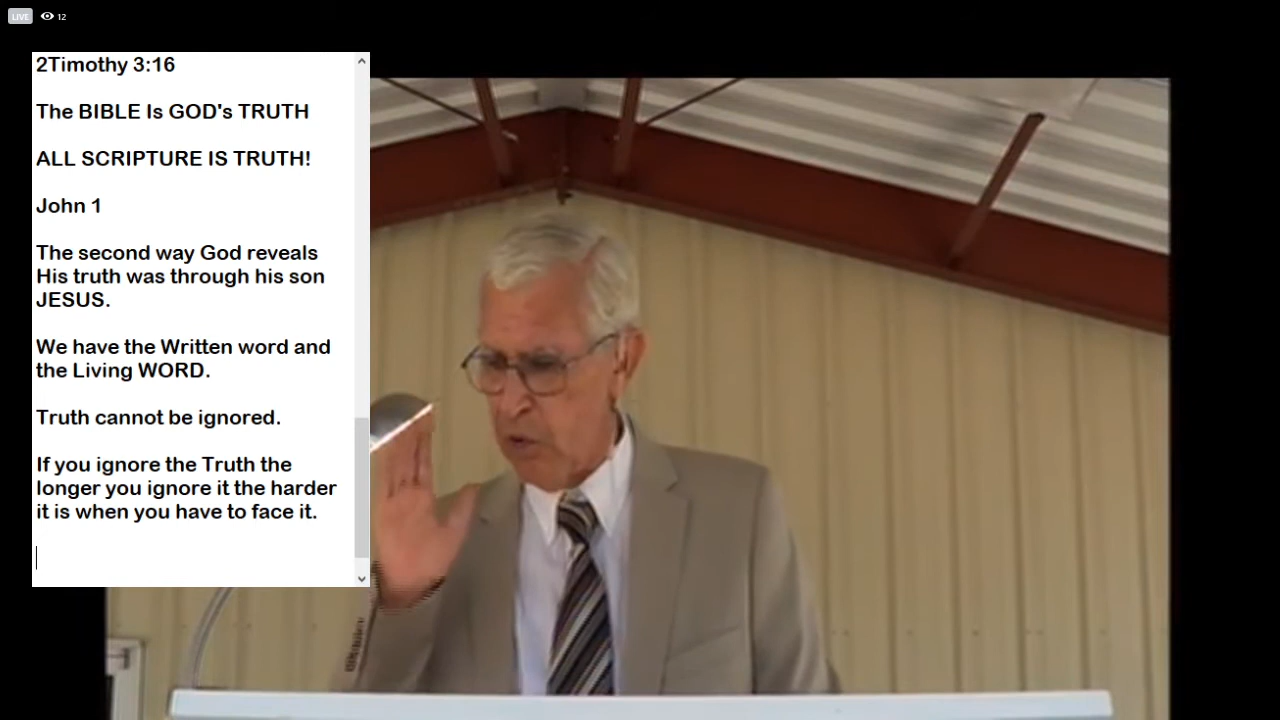 LIVE 12
2Timothy 3:16
The BIBLE Is GOD's TRUTH
ALL SCRIPTURE IS TRUTH!
John 1
The second way God reveals
His truth was through his son
JESUS.
We have the Written word and
the Living WORD.
Truth cannot be ignored.
If you ignore the Truth the
longer you ignore it the harder
it is when you have to face it.